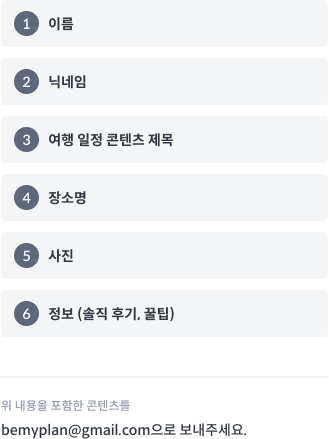 1 이름
2 닉네임
3 여행 일정 콘텐츠 제목
4 장소명
5 사진
6 정보 (솔직 후기, 꿀팁)
위 내용을 포함한 콘텐츠를
bemyplan@gmail.com으로 보내주세요.